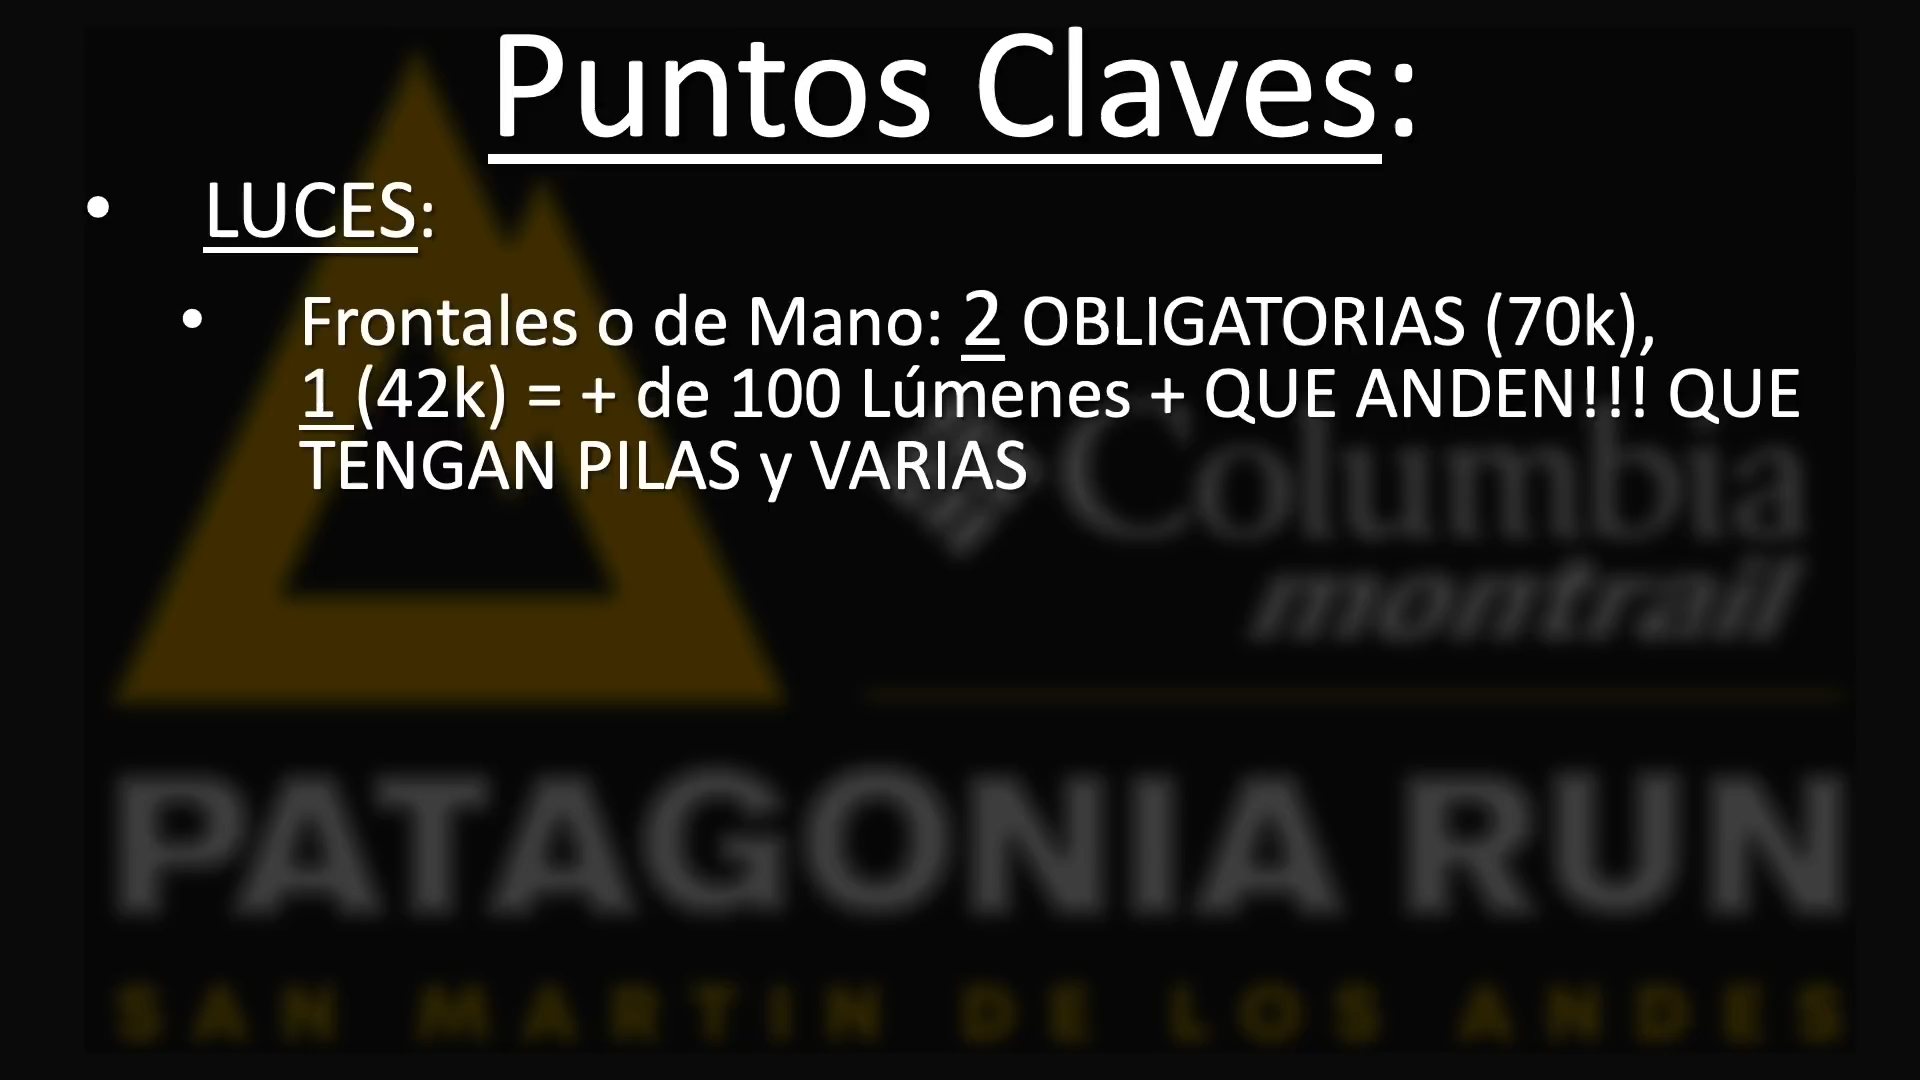 Puntos Claves:
• LUCES:
• Frontales o de Mano: 2 OBLIGATORIAS (70k),
1 (42k) = + de 100 Lúmenes + QUE ANDEN!!! QUE
TENGAN PILAS y VARIAS
Columbia
montrail
PATAGONIA RUN
SAN MARTIN DE LOS ANDES